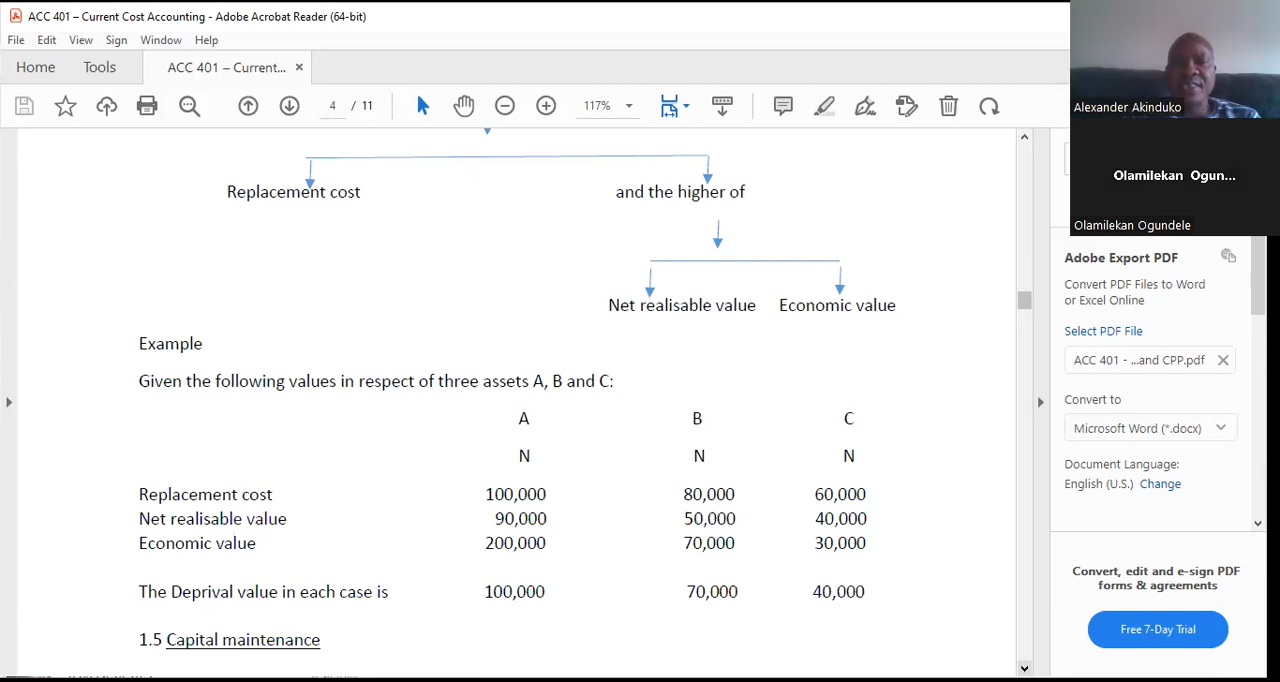 ACC 401 – Current Cost Accounting - Adobe Acrobat Reader (64-bit)
File Edit View Sign Window Help
Home Tools ACC 401 – Current... ×
4 / 11 117%
Alexander Akinduko
Olamilekan Ogun...
Olamilekan Ogundele
Replacement cost and the higher of
Net realisable value Economic value
Example
Given the following values in respect of three assets A, B and C:
A B C
N N N
Replacement cost 100,000 80,000 60,000
Net realisable value 90,000 50,000 40,000
Economic value 200,000 70,000 30,000
The Deprival value in each case is 100,000 70,000 40,000
1.5 Capital maintenance
Adobe Export PDF
Convert PDF Files to Word
or Excel Online
Select PDF File
ACC 401 - ...and CPP.pdf
Convert to
Microsoft Word (*.docx)
Document Language:
English (U.S.) Change
Convert, edit and e-sign PDF
forms & agreements
Free 7-Day Trial